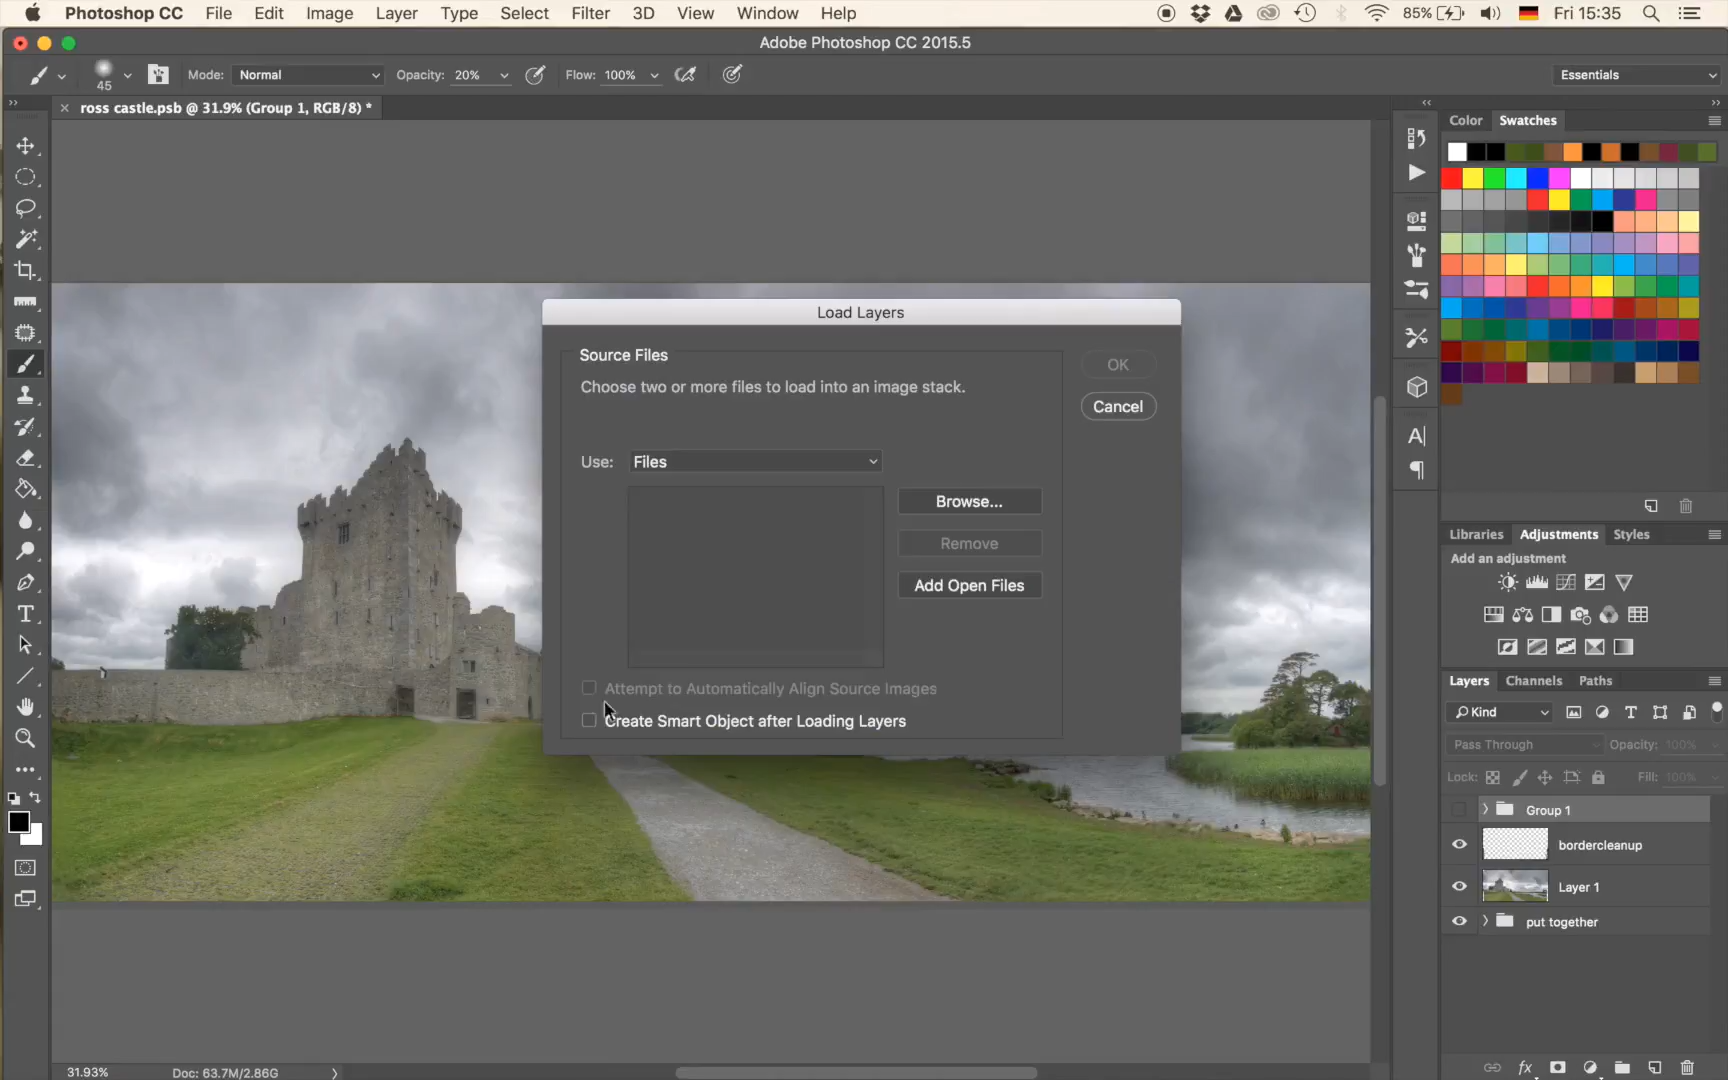 Photoshop CC File Edit Image Layer Type Select Filter 3D View Window Help 85% Fri 15:35
Adobe Photoshop CC 2015.5
45 Mode: Normal Opacity: 20% Flow: 100% Essentials
ross castle.psb @ 31.9% (Group 1, RGB/8) *
Color Swatches
Load Layers
Source Files
Choose two or more files to load into an image stack.
OK
Cancel
Use: Files
Browse...
Remove
Add Open Files
Attempt to Automatically Align Source Images
Create Smart Object after Loading Layers
Libraries Adjustments Styles
Add an adjustment
Layers Channels Paths
Kind
Pass Through Opacity: 100%
Lock: Fill: 100%
Group 1
bordercleanup
Layer 1
put together
31.93% Doc: 63.7M/2.86G